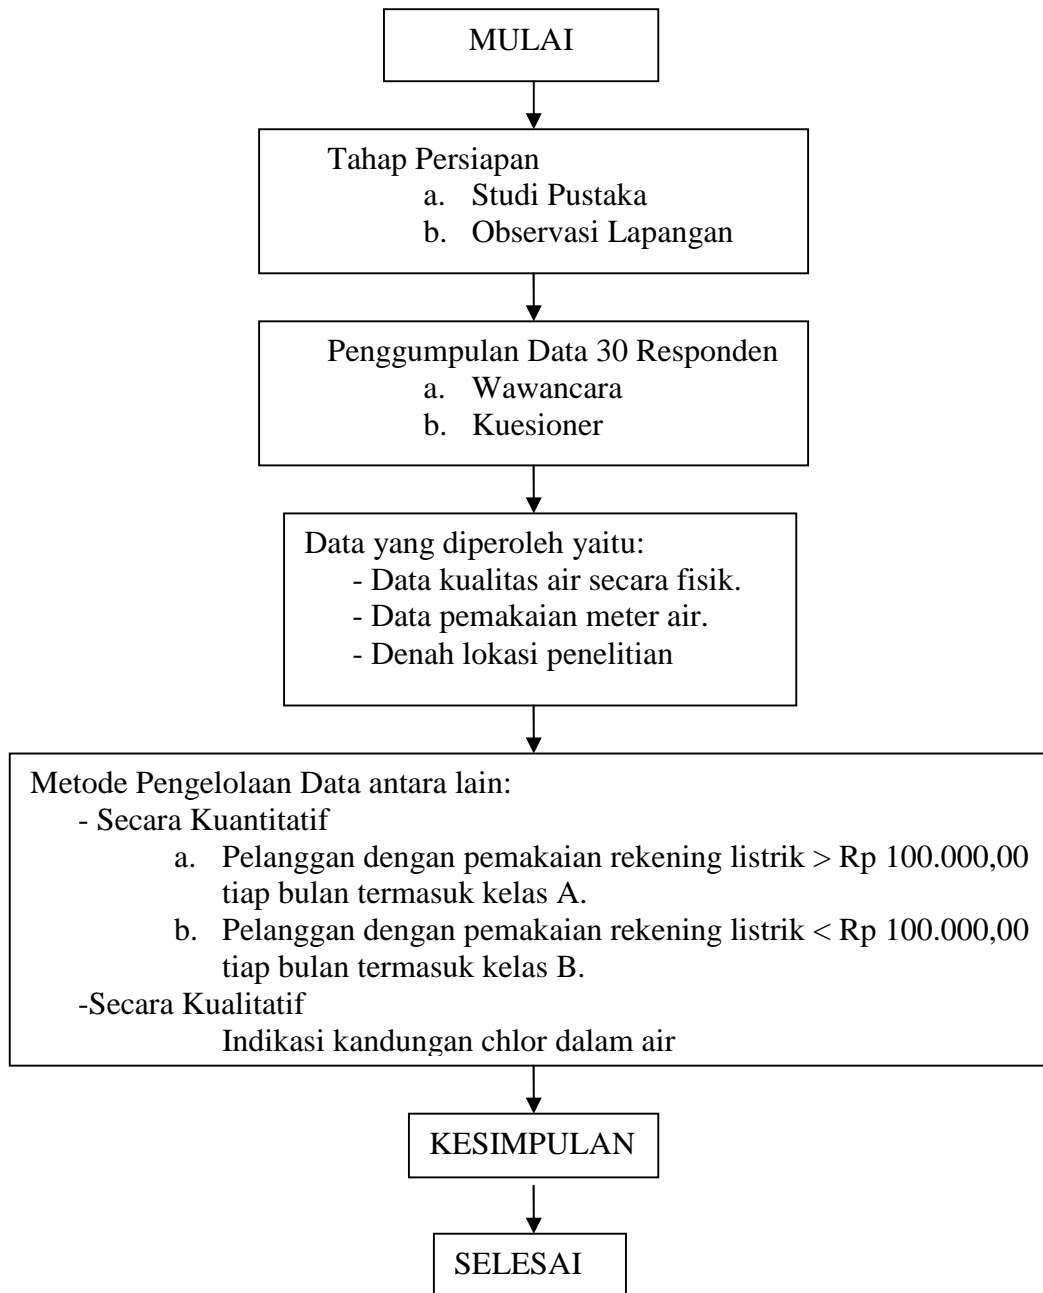 MULAI
Tahap Persiapan
a. Studi Pustaka
b. Observasi Lapangan
Penggumpulan Data 30 Responden
a. Wawancara
b. Kuesioner
Data yang diperoleh yaitu:
- Data kualitas air secara fisik.
- Data pemakaian meter air.
- Denah lokasi penelitian
Metode Pengelolaan Data antara lain:
- Secara Kuantitatif
a. Pelanggan dengan pemakaian rekening listrik > Rp 100.000,00
tiap bulan termasuk kelas A.
b. Pelanggan dengan pemakaian rekening listrik < Rp 100.000,00
tiap bulan termasuk kelas B.
-Secara Kualitatif
Indikasi kandungan chlor dalam air
KESIMPULAN
SELESAI